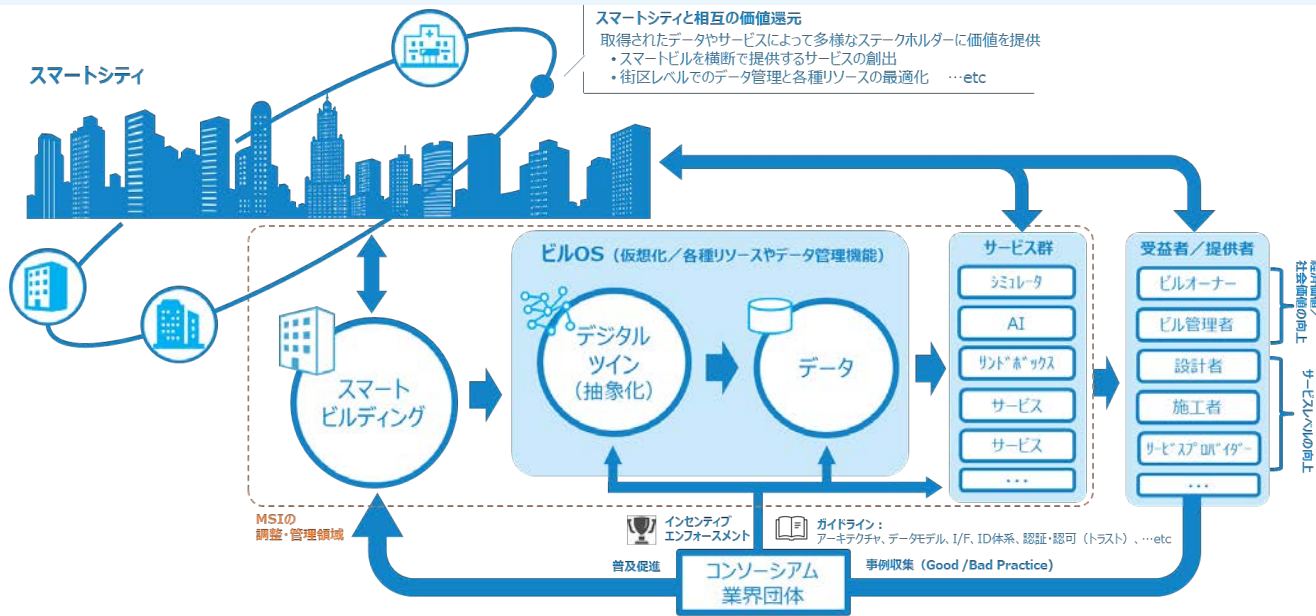 スマートシティと相互の価値還元
取得されたデータやサービスによって多様なステークホルダーに価値を提供
・スマートビルを横断で提供するサービスの創出
・街区レベルでのデータ管理と各種リソースの最適化 …etc
スマートシティ
ビルOS（仮想化／各種リソースやデータ管理機能）
サービス群
受益者／提供者
スマート
ビルディング
デジタル
ツイン
（抽象化）
データ
シミュレータ
AI
サンドボックス
サービス
サービス
・・・
ビルオーナー
ビル管理者
設計者
施工者
サービスプロバイダー
・・・
社会価値の向上
サービスレベルの向上
MSIの
調整・管理領域
インセンティブ
エンフォースメント
ガイドライン：
アーキテクチャ、データモデル、I/F、ID体系、認証・認可（トラスト）、…etc
普及促進
コンソーシアム
業界団体
事例収集（Good /Bad Practice)